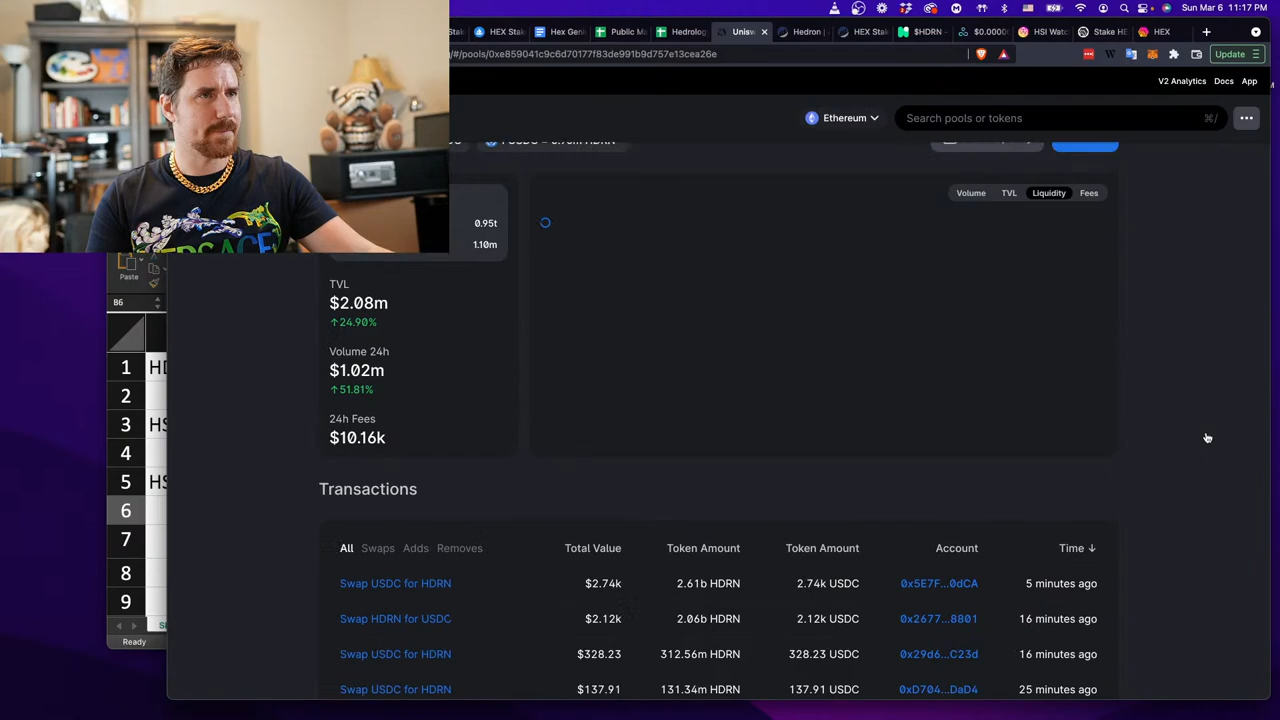 Sun Mar 6 11:17 PM
HEX Stak
Hex Geni
Public Ma
Hedrolog
Unisw
Hedron |
HEX Stak
$HDRN -
$0.0000
HSI Watc
Stake HE
HEX
/#/pools/0xe859041c9c6d70177f83de991b9d757e13cea26e
Update
V2 Analytics Docs App
Ethereum
Search pools or tokens
⌘/
...
Volume TVL Liquidity Fees
0.95t
1.10m
TVL
$2.08m
↑24.90%
Volume 24h
$1.02m
↑51.81%
24h Fees
$10.16k
Paste
B6
1 HD
2
3 HS
4
5 HS
6
7
8
9
Ready
Transactions
All Swaps Adds Removes Total Value Token Amount Token Amount Account Time ↓
Swap USDC for HDRN $2.74k 2.61b HDRN 2.74k USDC 0x5E7F...0dCA 5 minutes ago
Swap HDRN for USDC $2.12k 2.06b HDRN 2.12k USDC 0x2677...8801 16 minutes ago
Swap USDC for HDRN $328.23 312.56m HDRN 328.23 USDC 0x29d6...C23d 16 minutes ago
Swap USDC for HDRN $137.91 131.34m HDRN 137.91 USDC 0xD704...DaD4 25 minutes ago